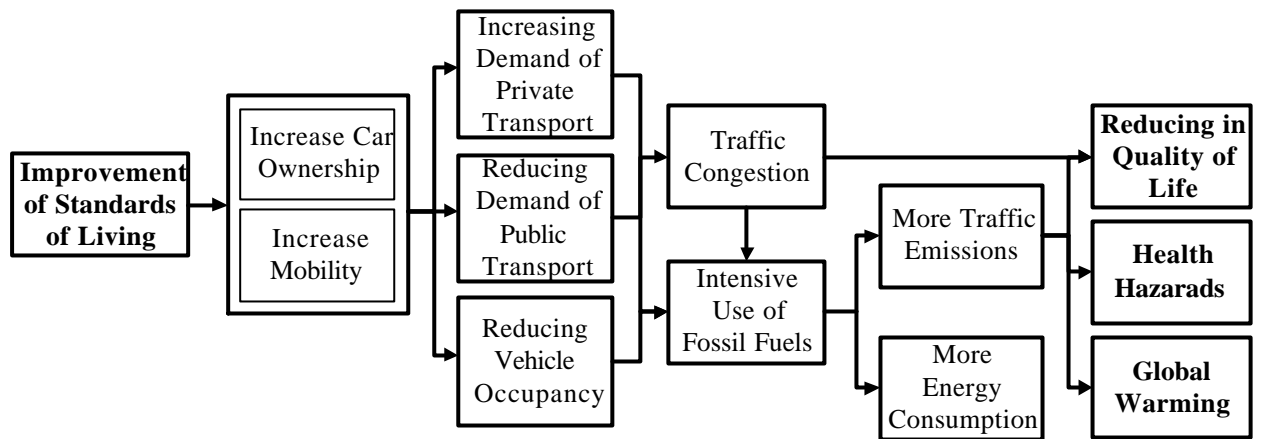 Improvement
of Standards
of Living
Increase Car
Ownership
Increase
Mobility
Increasing
Demand of
Private
Transport
Reducing
Demand of
Public
Transport
Reducing
Vehicle
Occupancy
Traffic
Congestion
Intensive
Use of
Fossil Fuels
More Traffic
Emissions
More
Energy
Consumption
Reducing in
Quality of
Life
Health
Hazarads
Global
Warming